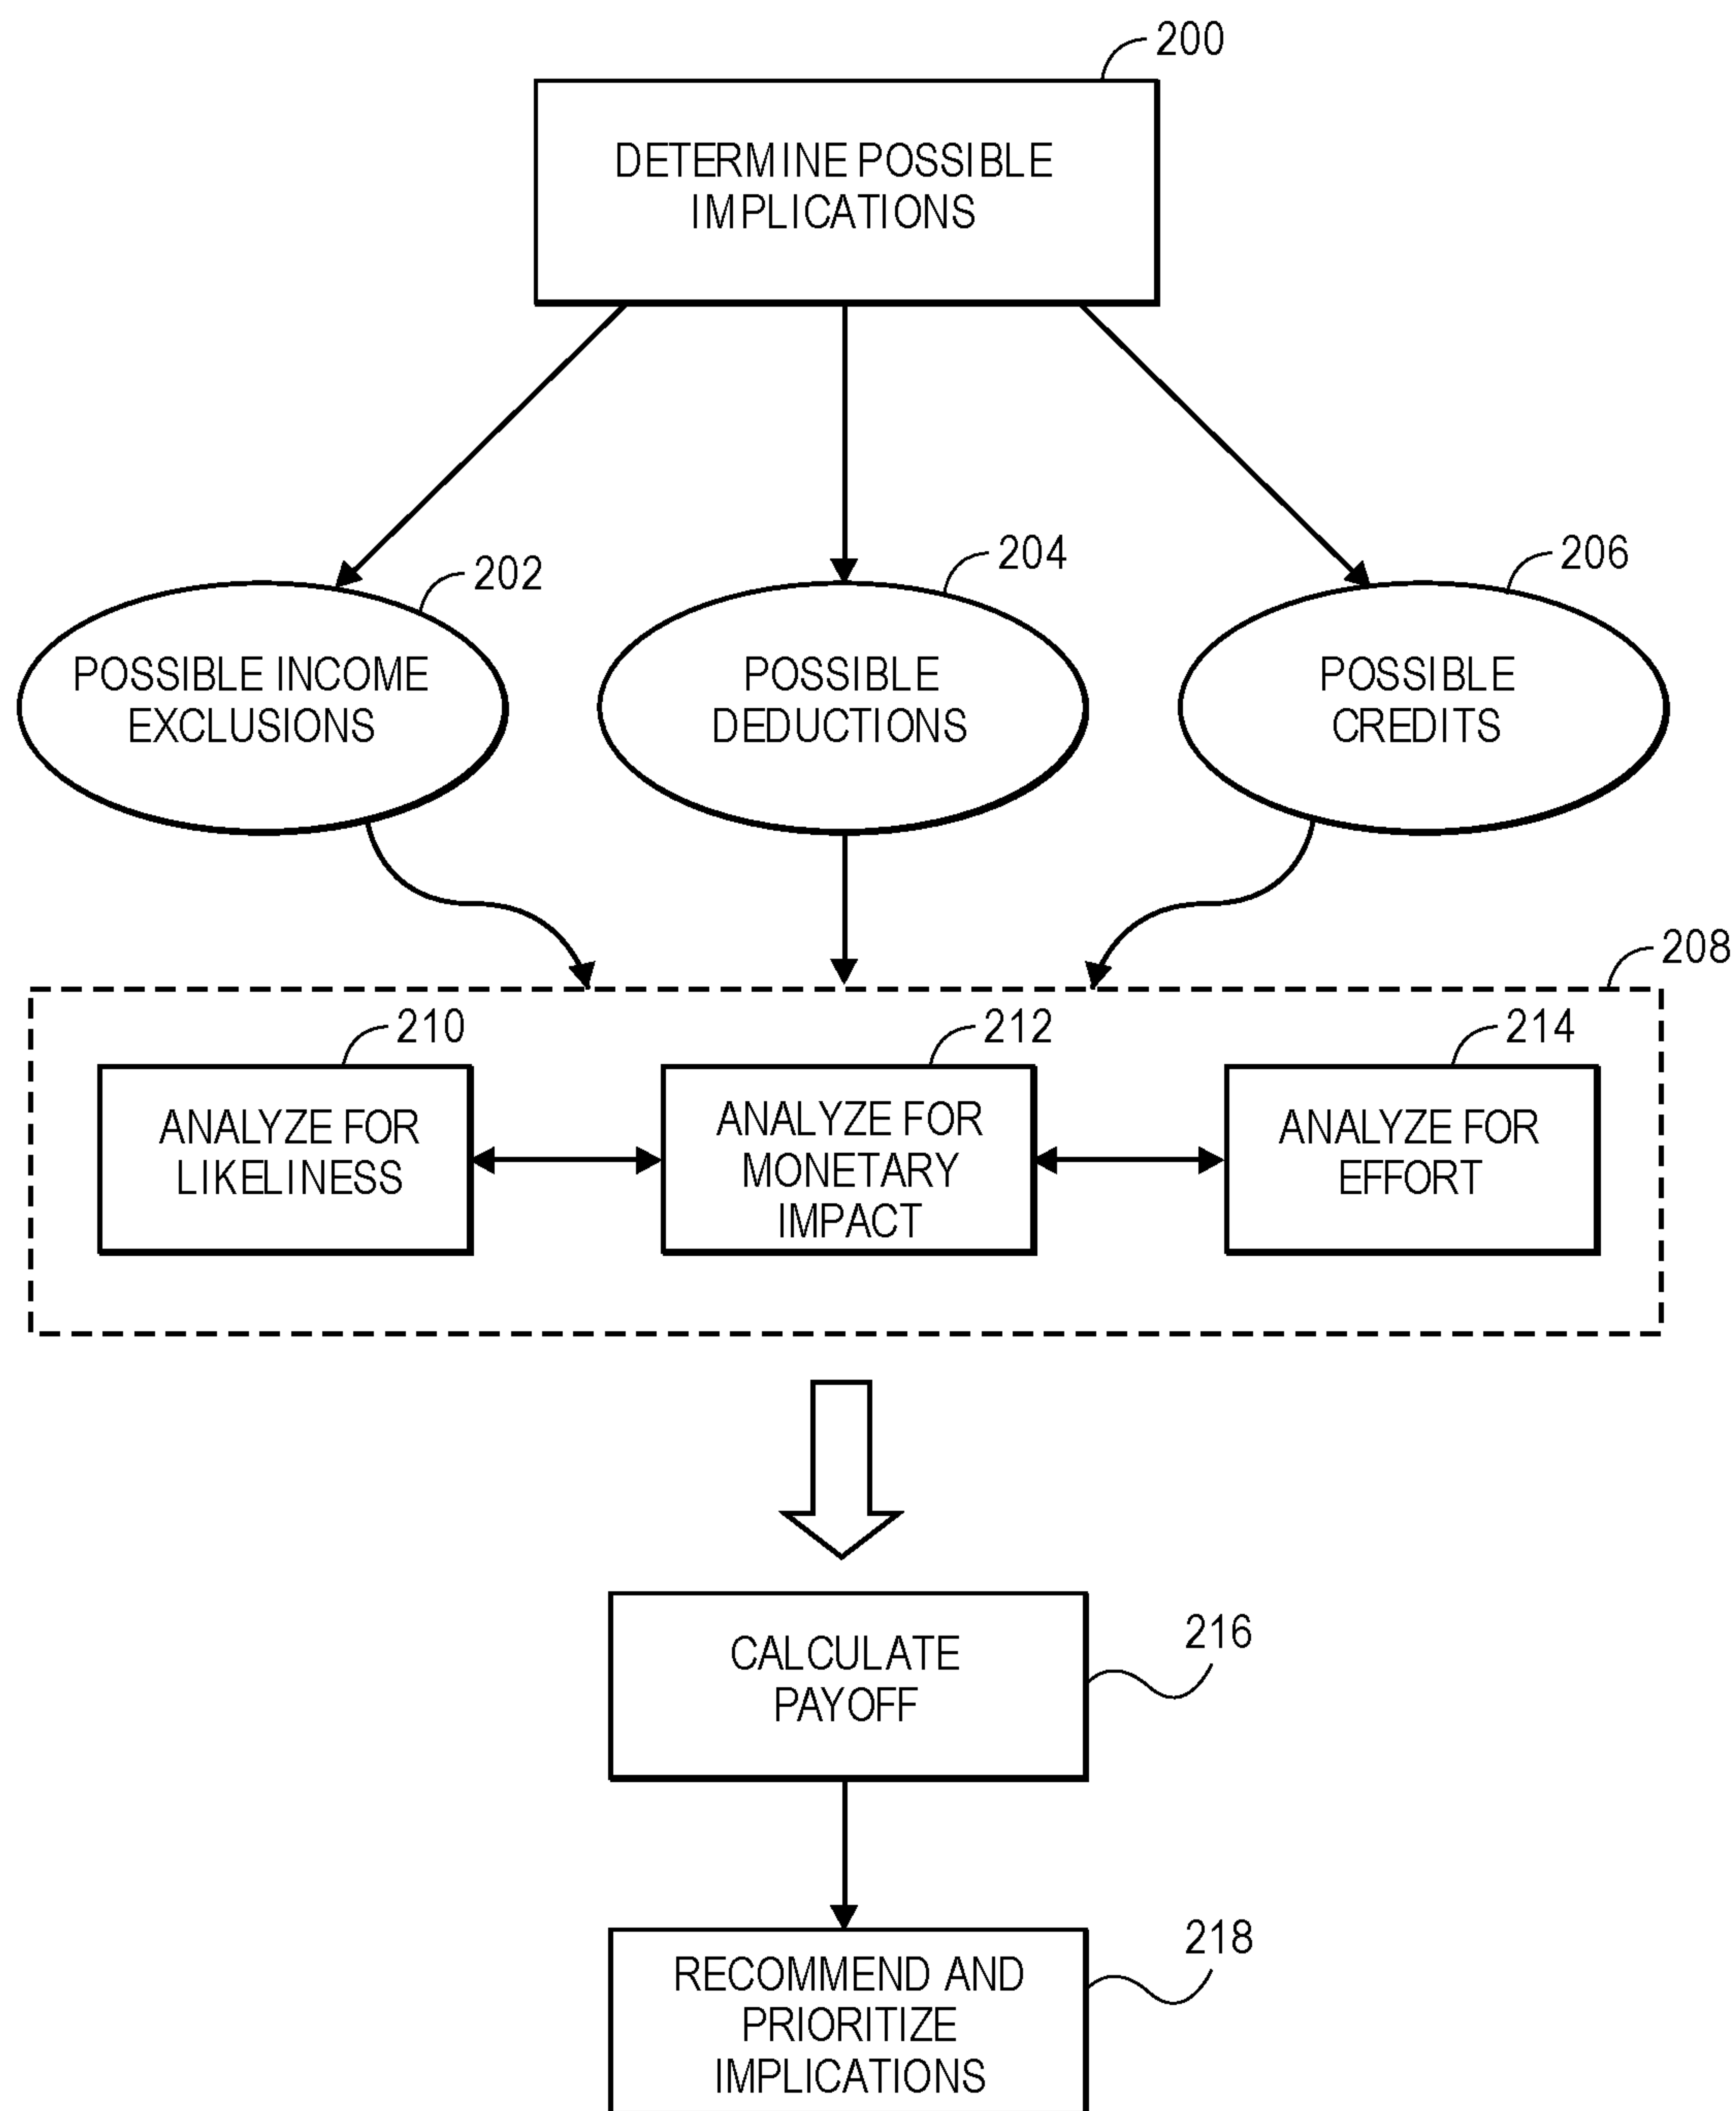 200
DETERMINE POSSIBLE
IMPLICATIONS
202
204
206
POSSIBLE INCOME
EXCLUSIONS
POSSIBLE
DEDUCTIONS
POSSIBLE
CREDITS
208
210
212
214
ANALYZE FOR
LIKELINESS
ANALYZE FOR
MONETARY
IMPACT
ANALYZE FOR
EFFORT
CALCULATE
PAYOFF
216
RECOMMEND AND
PRIORITIZE
IMPLICATIONS
218